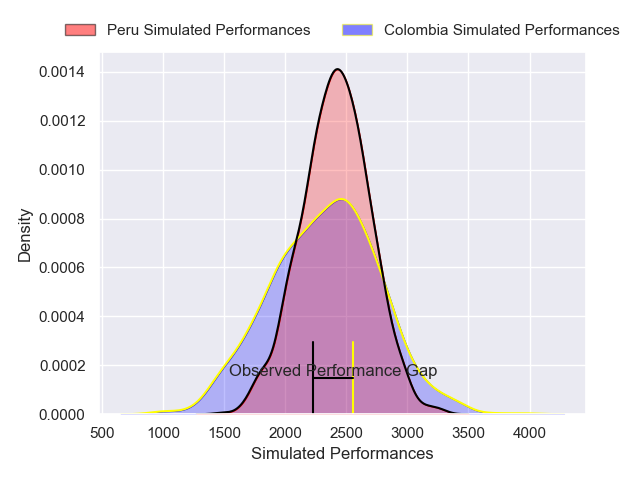 Peru Simulated Performances
Colombia Simulated Performances
0.0014
0.0012
0.0010
0.0008
0.0006
0.0004
0.0002
0.0000
Density
Observed Performance Gap
500 1000 1500 2000 2500 3000 3500 4000
Simulated Performances